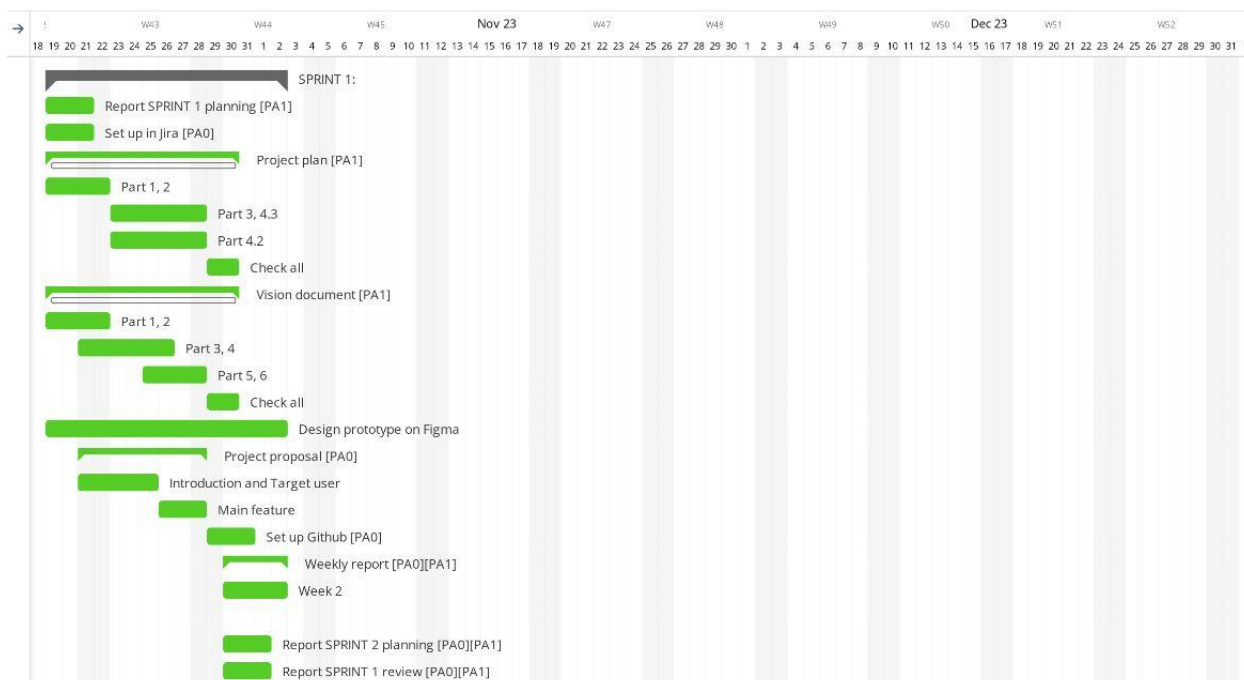 → W43 W44 W45 Nov 23 W47 W48 W49 W50 Dec 23 W51 W52
18 19 20 21 22 23 24 25 26 27 28 29 30 31 1 2 3 4 5 6 7 8 9 10 11 12 13 14 15 16 17 18 19 20 21 22 23 24 25 26 27 28 29 30 1 2 3 4 5 6 7 8 9 10 11 12 13 14 15 16 17 18 19 20 21 22 23 24 25 26 27 28 29 30 31
SPRINT 1:
Report SPRINT 1 planning [PA1]
Set up in Jira [PA0]
Project plan [PA1]
Part 1, 2
Part 3, 4.3
Part 4.2
Check all
Vision document [PA1]
Part 1, 2
Part 3, 4
Part 5, 6
Check all
Design prototype on Figma
Project proposal [PA0]
Introduction and Target user
Main feature
Set up Github [PA0]
Weekly report [PA0][PA1]
Week 2
Report SPRINT 2 planning [PA0][PA1]
Report SPRINT 1 review [PA0][PA1]